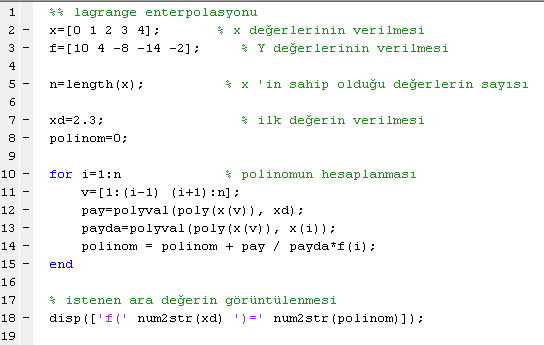 1 %% lagrange enterpolasyonu
2 - x=[0 1 2 3 4]; % x değerlerinin verilmesi
3 - f=[10 4 -8 -14 -2]; % Y değerlerinin verilmesi
4
5 - n=length(x); % x 'in sahip olduğu değerlerin sayısı
6
7 - xd=2.3; % ilk değerin verilmesi
8 - polinom=0;
9
10 - for i=1:n % polinomun hesaplanması
11 - v=[1:(i-1) (i+1):n];
12 - pay=polyval(poly(x(v)), xd);
13 - payda=polyval(poly(x(v)), x(i));
14 - polinom = polinom + pay / payda*f(i);
15 - end
16
17 % istenen ara değerin görüntülenmesi
18 - disp(['f(' num2str(xd) ')=' num2str(polinom)]);
19